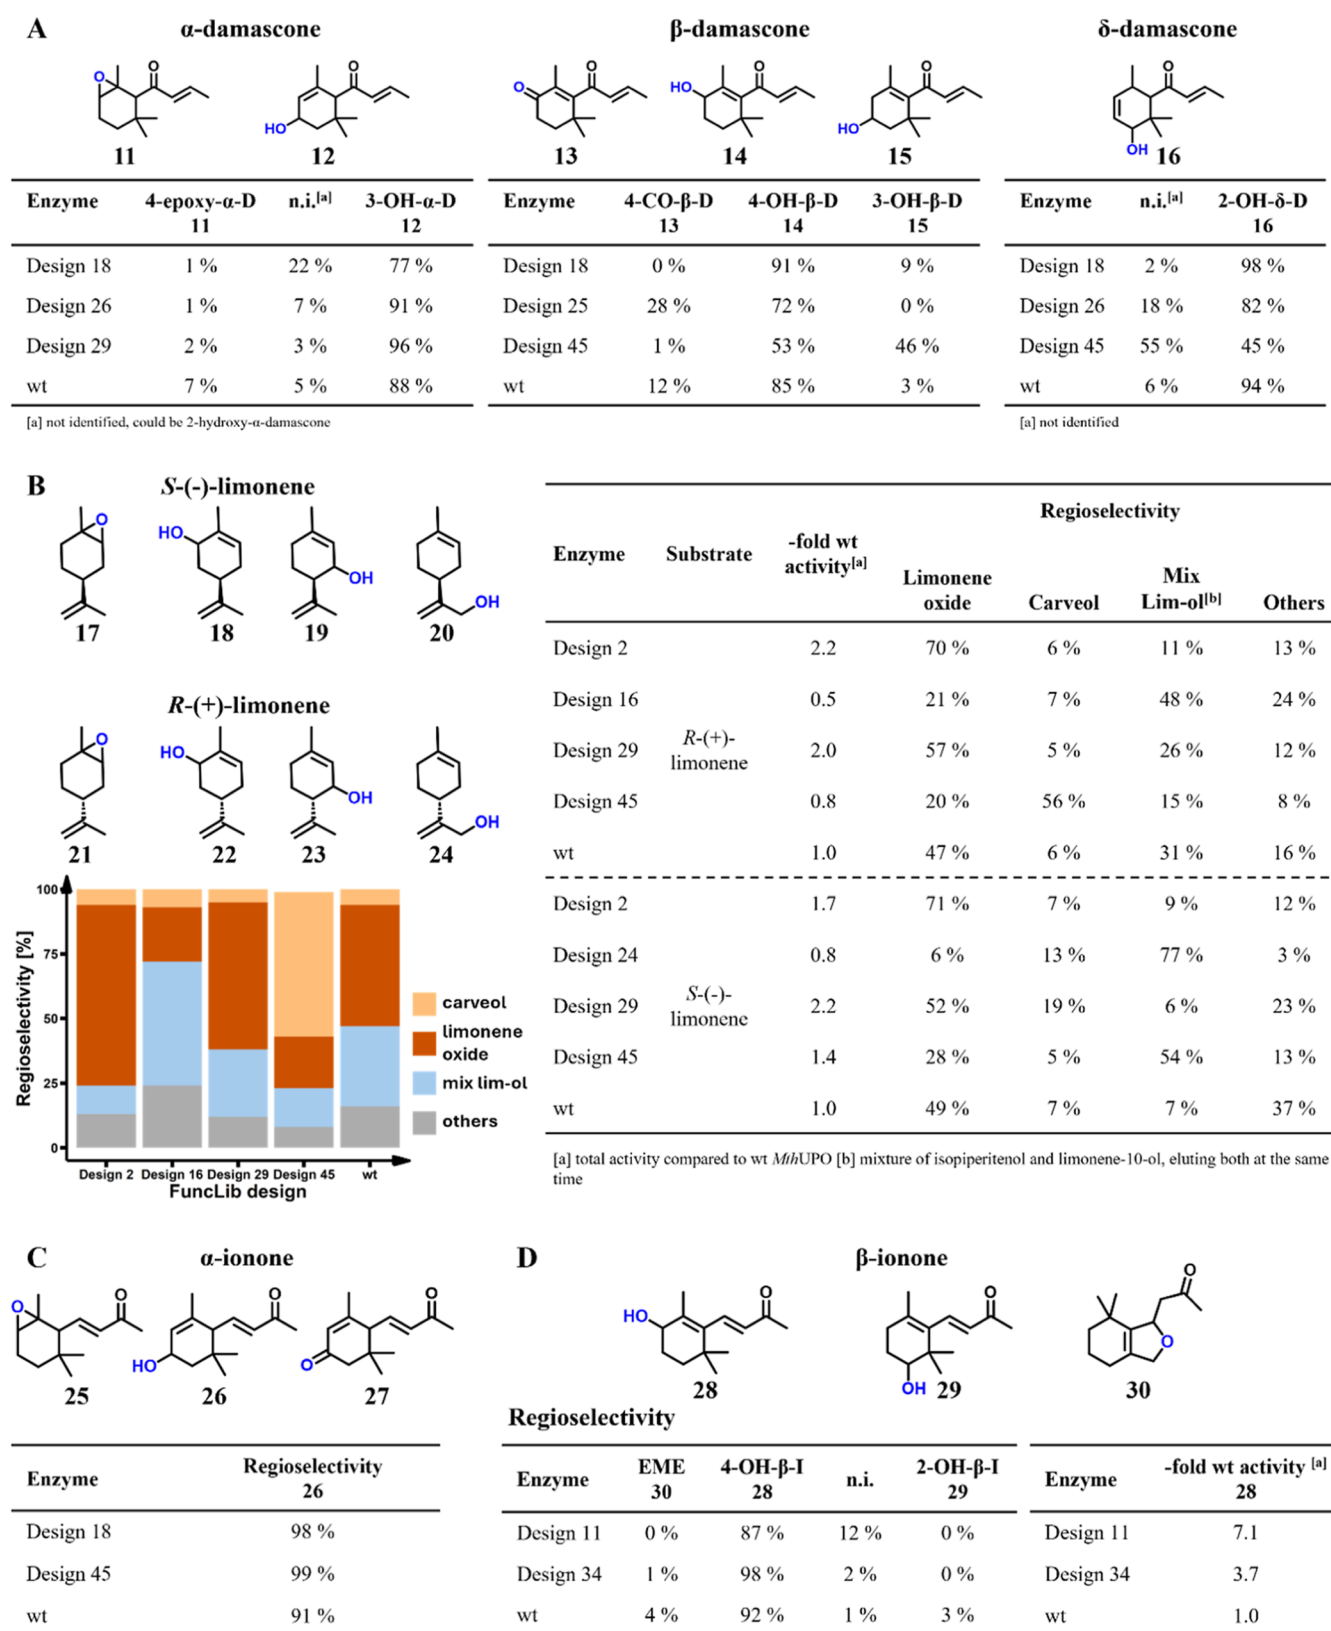 A
α-damascone
β-damascone
δ-damascone
O
O
HO
O
11
12
O
O
HO
O
HO
O
13
14
15
O
OH
16
Enzyme 4-epoxy-α-D n.i.[a] 3-OH-α-D
11 12
Design 18 1 % 22 % 77 %
Design 26 1 % 7 % 91 %
Design 29 2 % 3 % 96 %
wt 7 % 5 % 88 %
[a] not identified, could be 2-hydroxy-α-damascone
Enzyme 4-CO-β-D 4-OH-β-D 3-OH-β-D
13 14 15
Design 18 0 % 91 % 9 %
Design 25 28 % 72 % 0 %
Design 45 1 % 53 % 46 %
wt 12 % 85 % 3 %
Enzyme n.i.[a] 2-OH-δ-D
16
Design 18 2 % 98 %
Design 26 18 % 82 %
Design 45 55 % 45 %
wt 6 % 94 %
[a] not identified
B
S-(-)-limonene
O
HO
OH
OH
17 18 19 20
R-(+)-limonene
O
HO
OH
OH
21 22 23 24
Regioselectivity [%]
100
75
50
25
0
Design 2 Design 16 Design 29 Design 45 wt
FuncLib design
carveol
limonene
oxide
mix lim-ol
others
Regioselectivity
Enzyme Substrate -fold wt
activity[a]
Limonene
oxide
Carveol
Mix
Lim-ol[b]
Others
Design 2 2.2 70 % 6 % 11 % 13 %
Design 16 0.5 21 % 7 % 48 % 24 %
R-(+)-
limonene
Design 29 2.0 57 % 5 % 26 % 12 %
Design 45 0.8 20 % 56 % 15 % 8 %
wt 1.0 47 % 6 % 31 % 16 %
Design 2 1.7 71 % 7 % 9 % 12 %
Design 24 0.8 6 % 13 % 77 % 3 %
S-(-)-
limonene
Design 29 2.2 52 % 19 % 6 % 23 %
Design 45 1.4 28 % 5 % 54 % 13 %
wt 1.0 49 % 7 % 7 % 37 %
[a] total activity compared to wt MthUPO [b] mixture of isopiperitenol and limonene-10-ol, eluting both at the same
time
C
α-ionone
O
O
HO
O
O
O
25 26 27
Enzyme Regioselectivity
26
Design 18 98 %
Design 45 99 %
wt 91 %
D
β-ionone
HO
O
O
OH
O
O
28 29 30
Regioselectivity
Enzyme EME 4-OH-β-I n.i. 2-OH-β-I
30 28 29
Design 11 0 % 87 % 12 % 0 %
Design 34 1 % 98 % 2 % 0 %
wt 4 % 92 % 1 % 3 %
Enzyme -fold wt activity [a]
28
Design 11 7.1
Design 34 3.7
wt 1.0